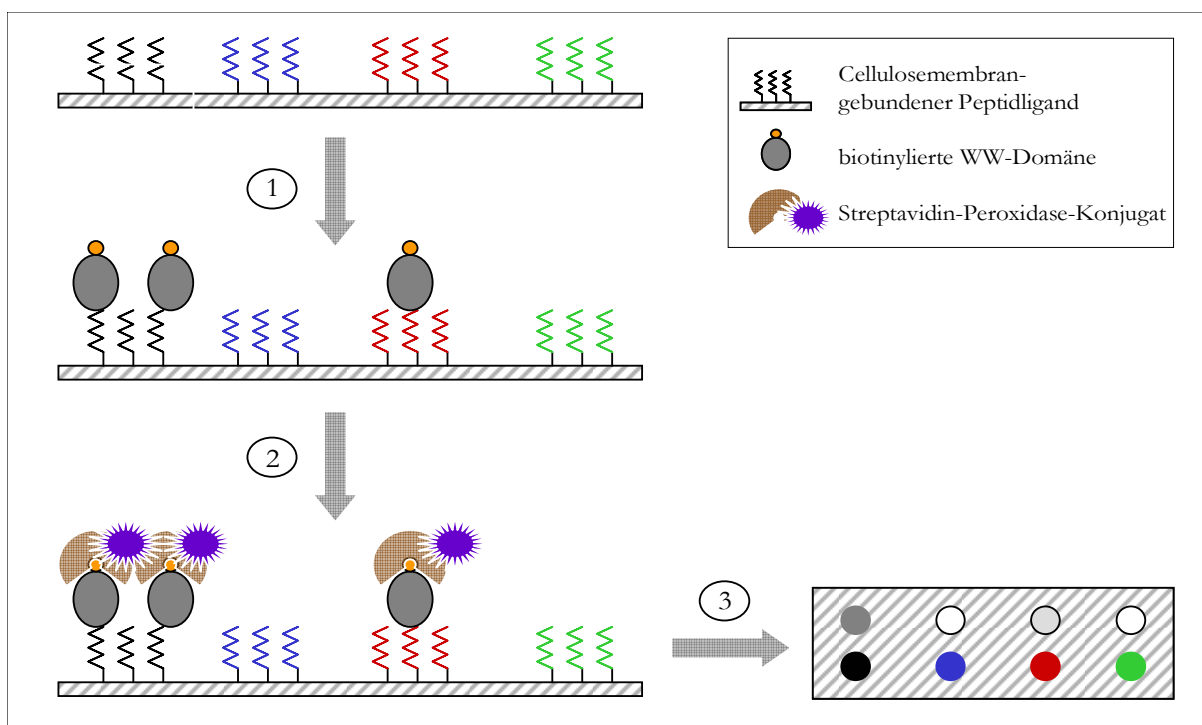 Cellulosemembran-
gebundener Peptidligand
1
biotinylierte WW-Domäne
Streptavidin-Peroxidase-Konjugat
2
3